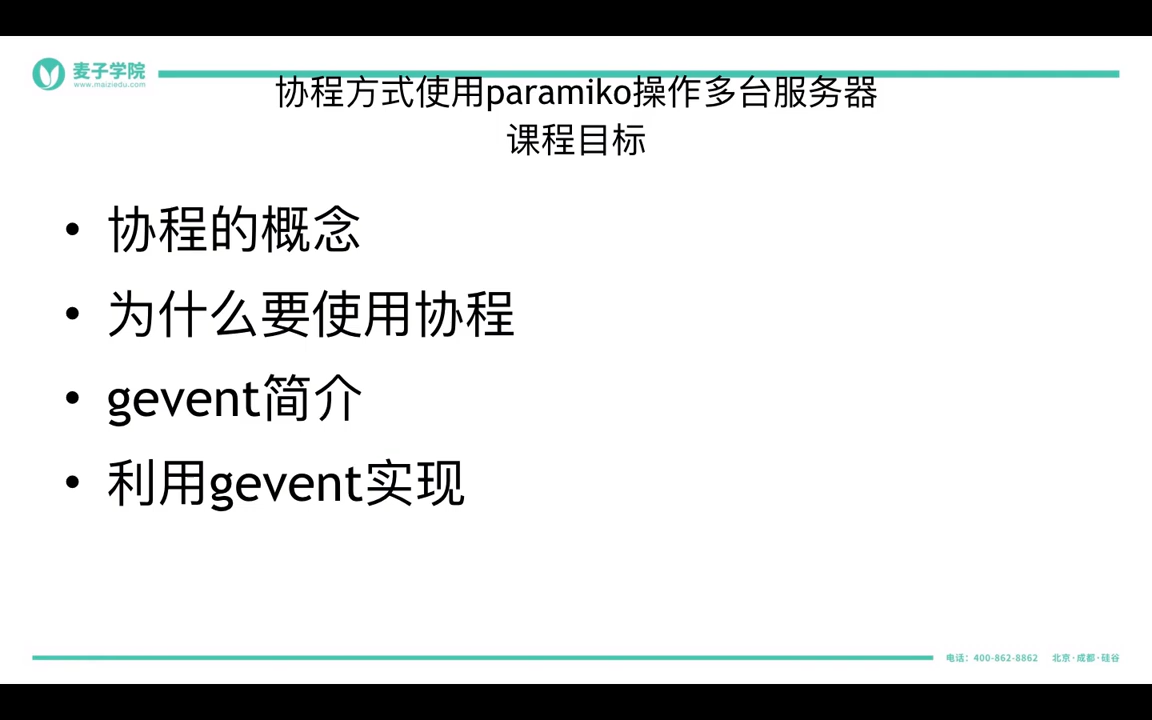 麦子学院
www.maiziedu.com
协程方式使用paramiko操作多台服务器
课程目标
• 协程的概念
• 为什么要使用协程
• gevent简介
• 利用gevent实现
电话：400-862-8862 北京·成都·硅谷